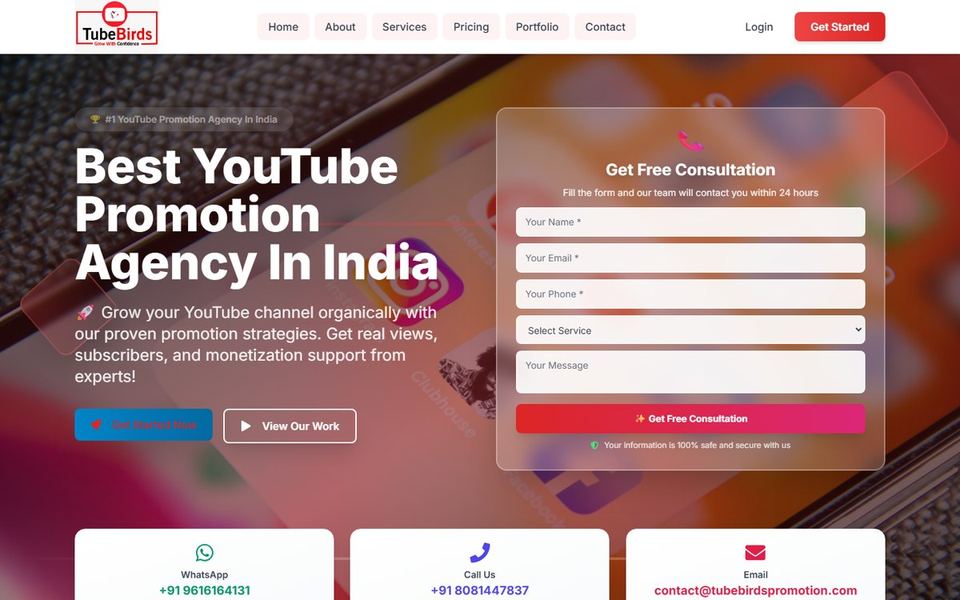 TubeBirds
Grow With Confidence
Home
About
Services
Pricing
Portfolio
Contact
Login
Get Started
#1 YouTube Promotion Agency In India
Best YouTube
Promotion
Agency In India
🚀 Grow your YouTube channel organically with
our proven promotion strategies. Get real views,
subscribers, and monetization support from
experts!
Get Started Now
View Our Work
Get Free Consultation
Fill the form and our team will contact you within 24 hours
Your Name *
Your Email *
Your Phone *
Select Service
Your Message
✨ Get Free Consultation
Your information is 100% safe and secure with us
Pinterest
Clubhouse
Facebook
WhatsApp
+91 9616164131
Call Us
+91 8081447837
Email
contact@tubebirdspromotion.com